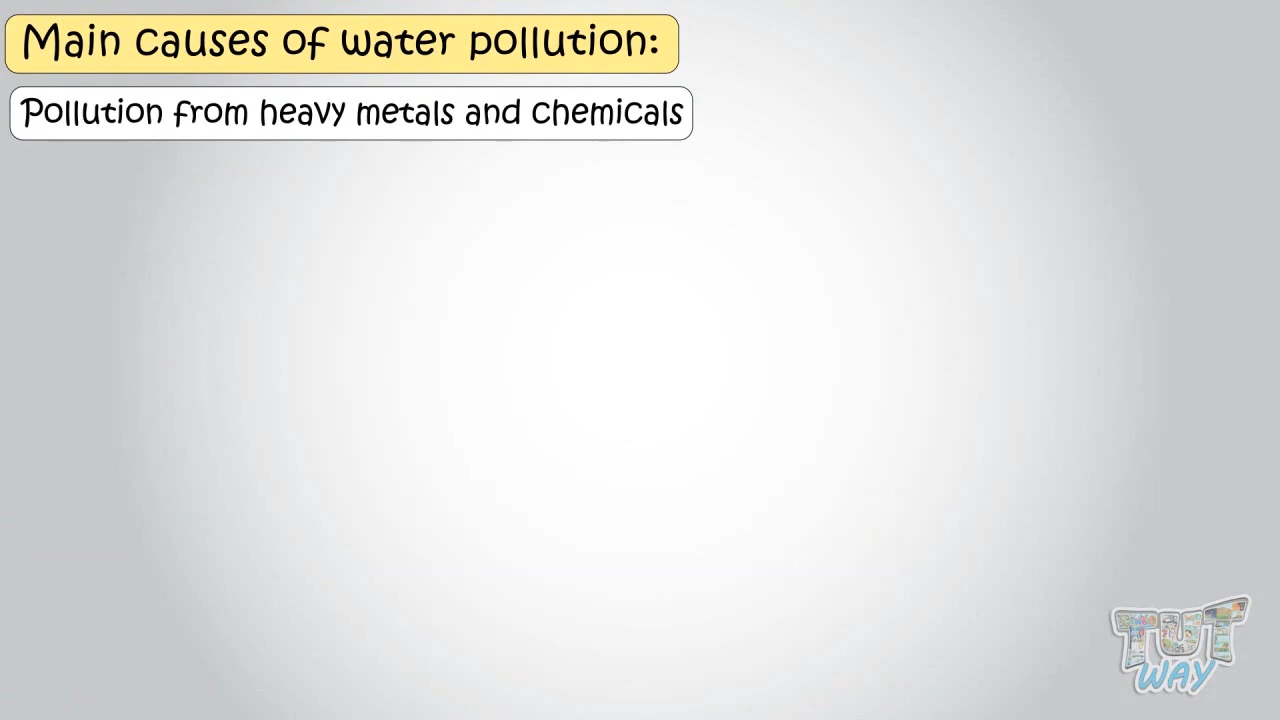 Main causes of water pollution:
Pollution from heavy metals and chemicals
TUT
WAY